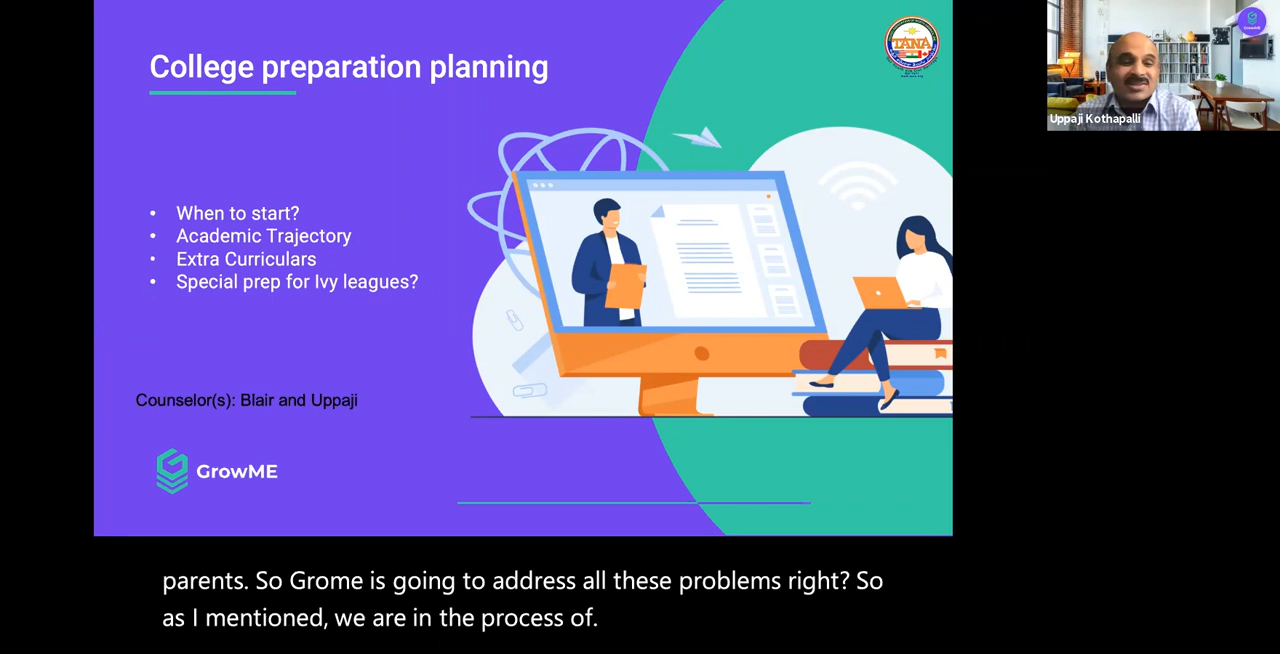 College preparation planning
TANA
• When to start?
• Academic Trajectory
• Extra Curriculars
• Special prep for Ivy leagues?
Counselor(s): Blair and Uppaji
GrowME
GrowME
Uppaji Kothapalli
parents. So Grome is going to address all these problems right? So
as I mentioned, we are in the process of.